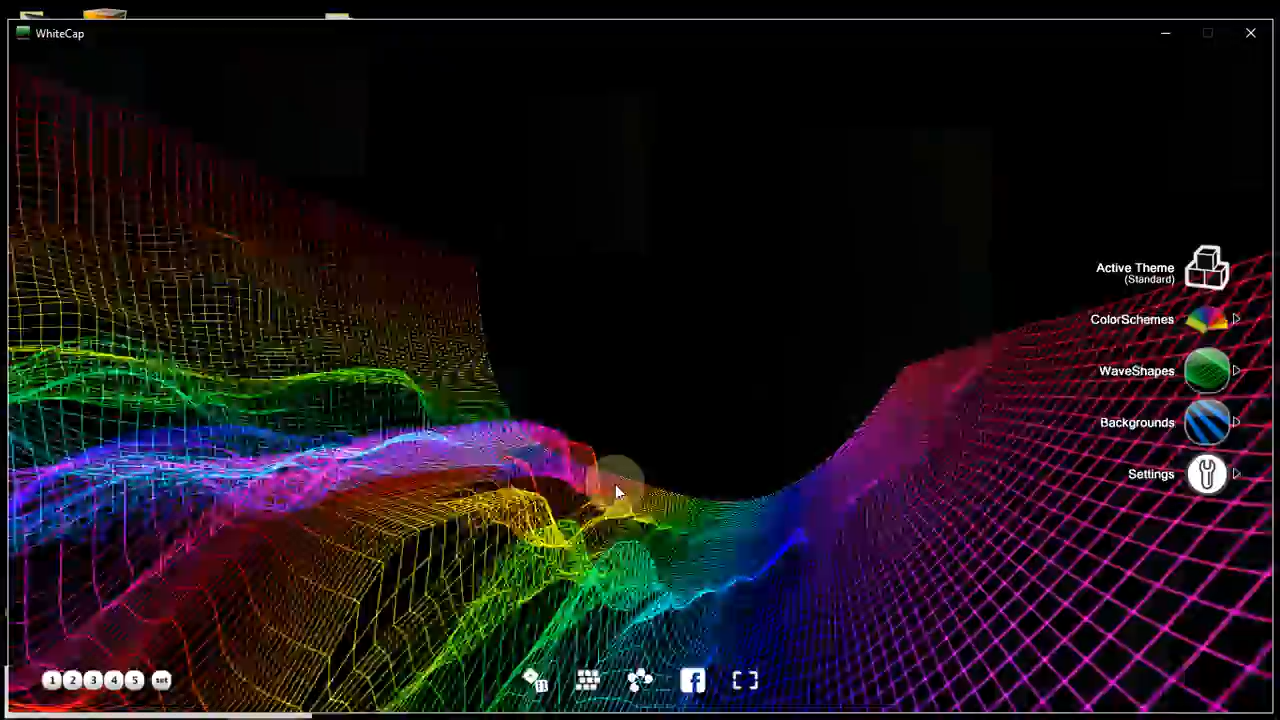 WhiteCap
Active Theme
(Standard)
ColorSchemes
WaveShapes
Backgrounds
Settings
1 2 3 4 5 set
f